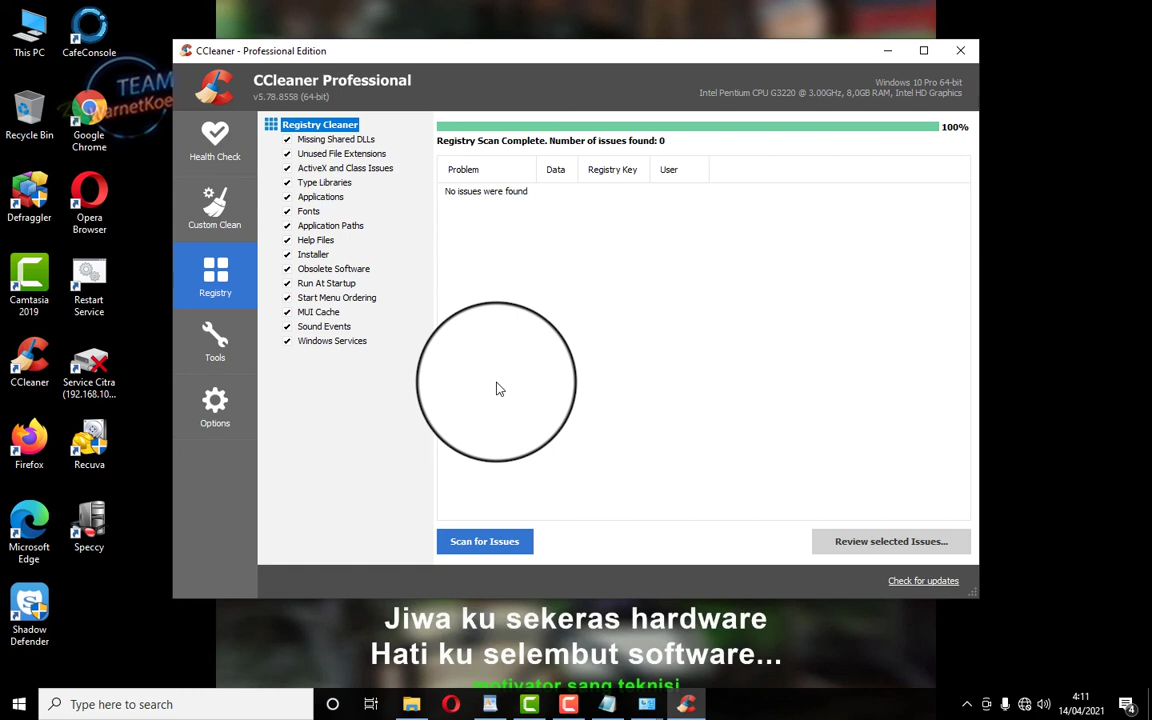 This PC
CafeConsole
TEAM
WarnetKoe
Recycle Bin
Google
Chrome
Defraggler
Opera
Browser
Camtasia
2019
Restart
Service
CCleaner
Service Citra
(192.168.10...
Firefox
Recuva
Microsoft
Edge
Speccy
Shadow
Defender
CCleaner - Professional Edition
CCleaner Professional
v5.78.8558 (64-bit)
Windows 10 Pro 64-bit
Intel Pentium CPU G3220 @ 3.00GHz, 8,0GB RAM, Intel HD Graphics
Health Check
Custom Clean
Registry
Tools
Options
Registry Cleaner
Missing Shared DLLs
Unused File Extensions
ActiveX and Class Issues
Type Libraries
Applications
Fonts
Application Paths
Help Files
Installer
Obsolete Software
Run At Startup
Start Menu Ordering
MUI Cache
Sound Events
Windows Services
100%
Registry Scan Complete. Number of issues found: 0
Problem Data Registry Key User
No issues were found
Scan for Issues
Review selected Issues...
Check for updates
Jiwa ku sekeras hardware
Hati ku selembut software...
motivator sang teknisi
Type here to search
4:11
14/04/2021
4